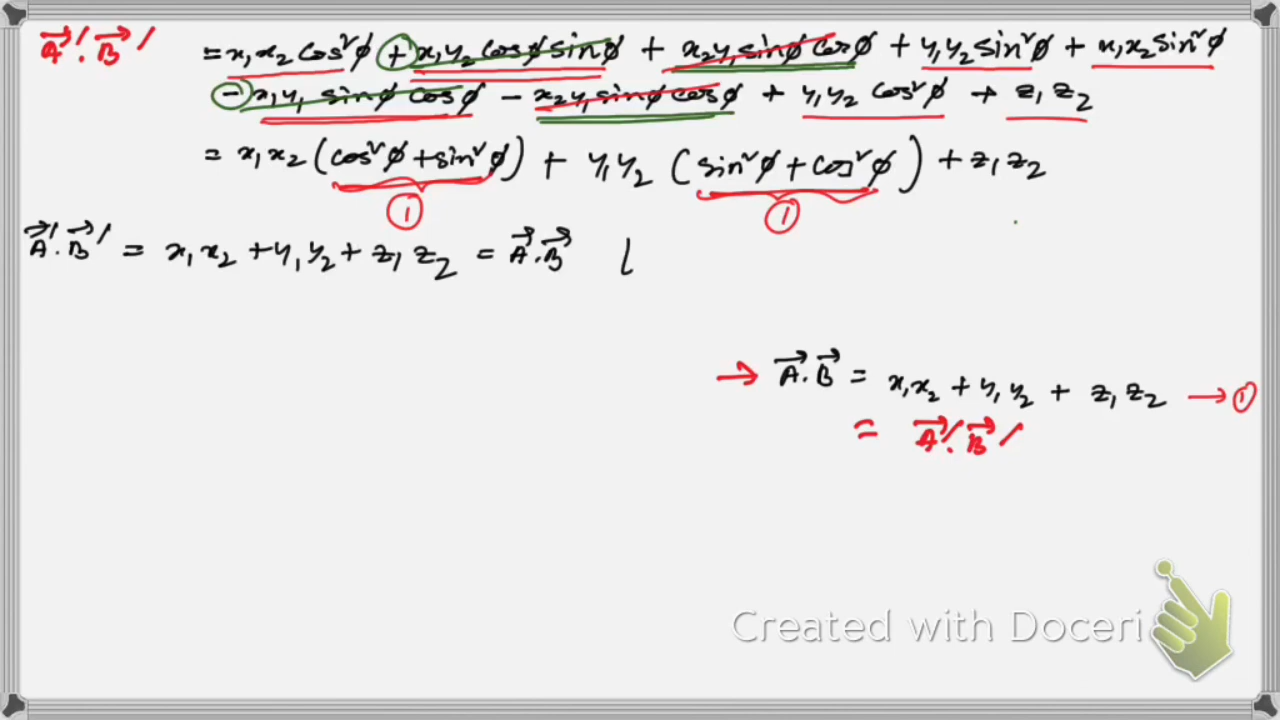 A⃗′.B⃗′ = x₁x₂ cos²φ + x₁y₂ cosφ sinφ + x₂y₁ sinφ cosφ + y₁y₂ sin²φ + x₁x₂ sin²φ
− x₁y₁ sinφ cosφ − x₂y₁ sinφ cosφ + y₁y₂ cos²φ + z₁z₂
= x₁x₂ (cos²φ + sin²φ) + y₁y₂ (sin²φ + cos²φ) + z₁z₂
① ①
A⃗′.B⃗′ = x₁x₂ + y₁y₂ + z₁z₂ = A⃗.B⃗
→ A⃗.B⃗ = x₁x₂ + y₁y₂ + z₁z₂ → ①
= A⃗′.B⃗′
Created with Doceri